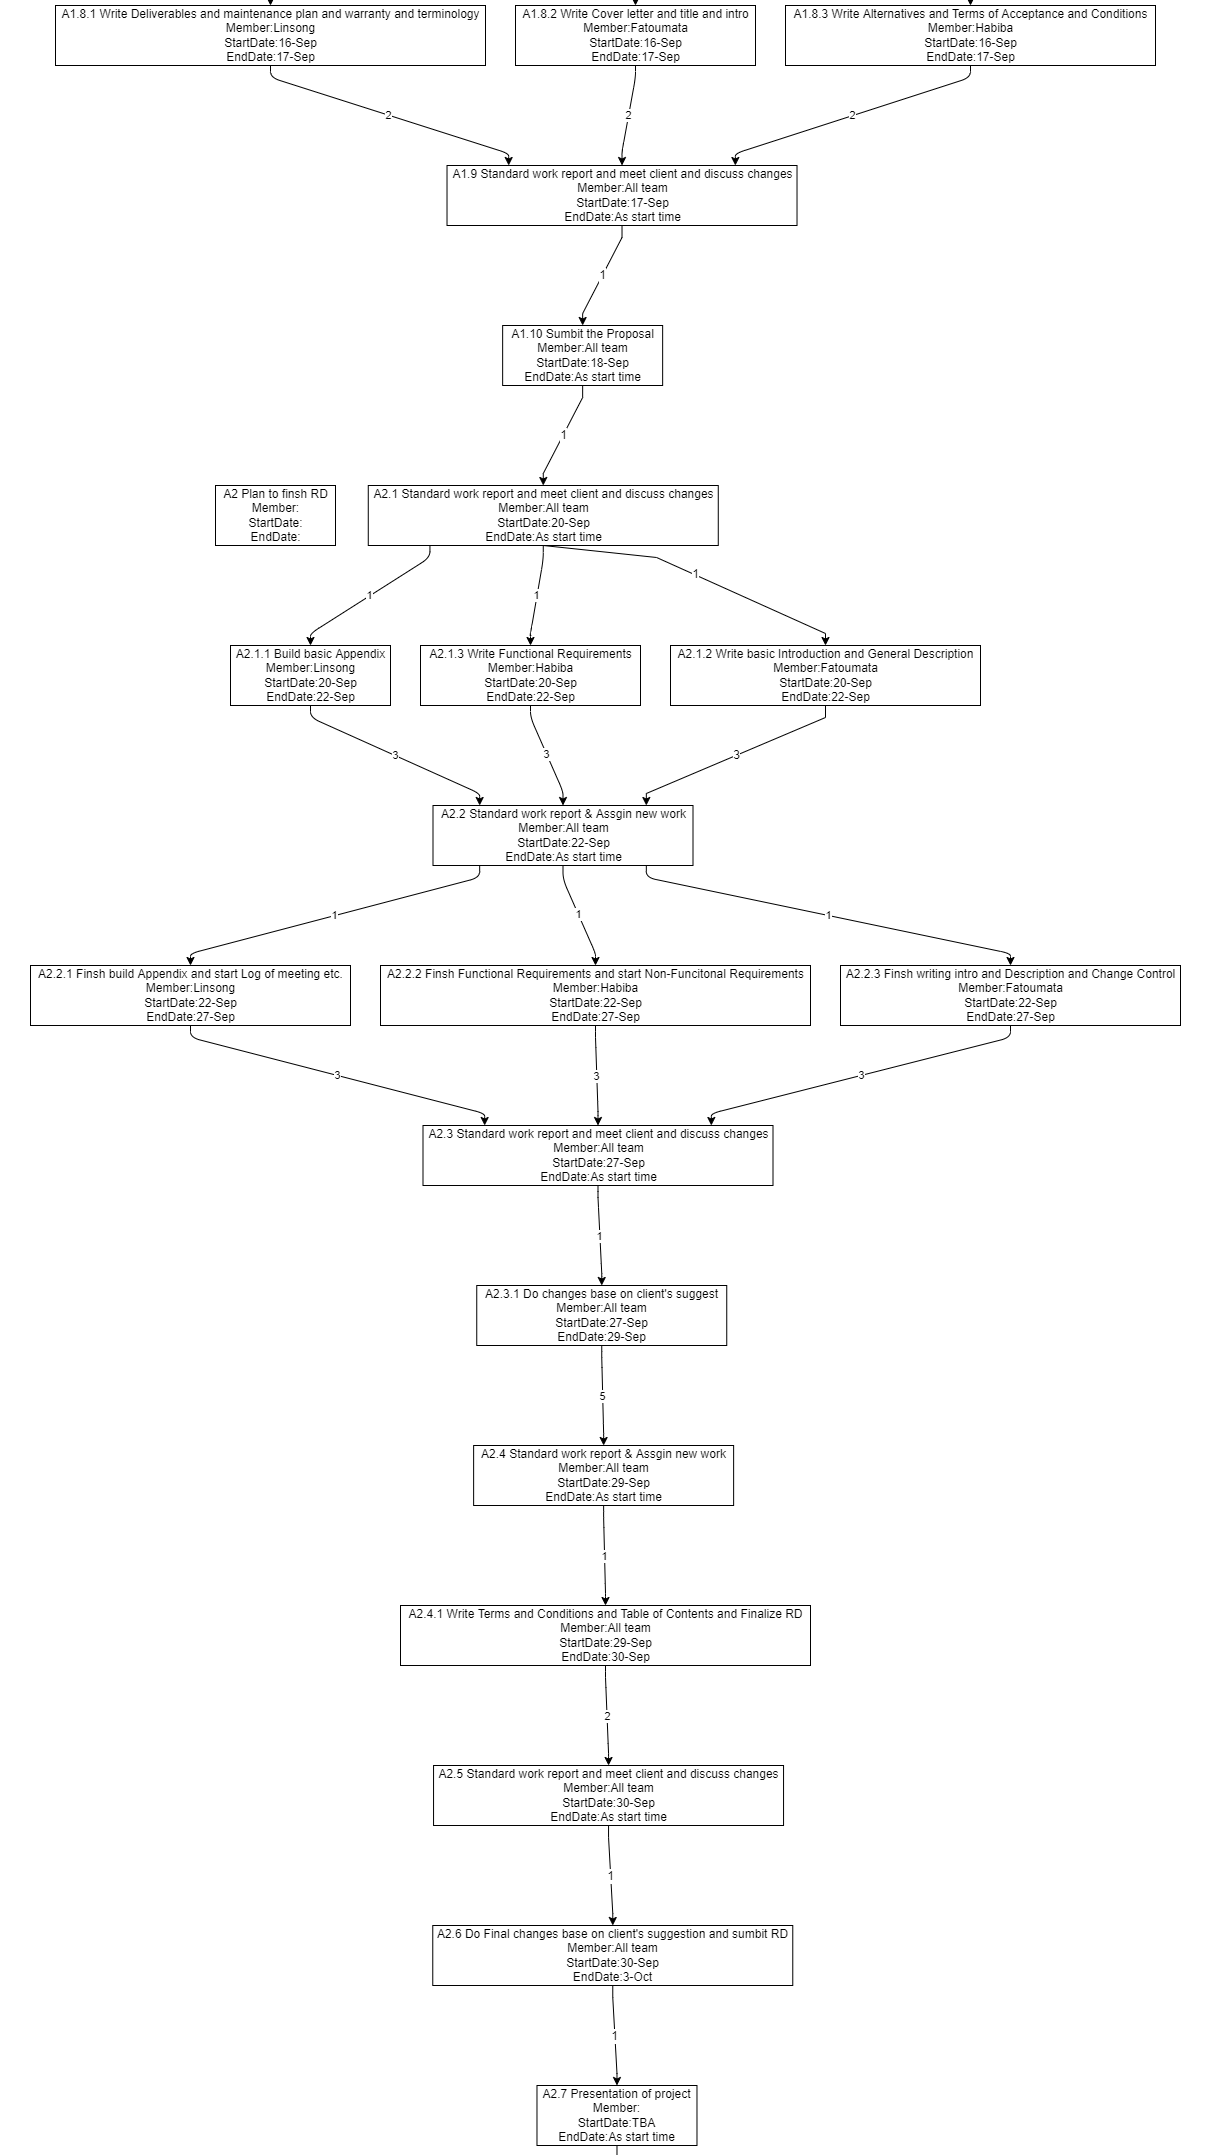 A1.8.1 Write Deliverables and maintenance plan and warranty and terminology
Member:Linsong
StartDate:16-Sep
EndDate:17-Sep
A1.8.2 Write Cover letter and title and intro
Member:Fatoumata
StartDate:16-Sep
EndDate:17-Sep
A1.8.3 Write Alternatives and Terms of Acceptance and Conditions
Member:Habiba
StartDate:16-Sep
EndDate:17-Sep
2
2
2
A1.9 Standard work report and meet client and discuss changes
Member:All team
StartDate:17-Sep
EndDate:As start time
1
A1.10 Sumbit the Proposal
Member:All team
StartDate:18-Sep
EndDate:As start time
1
A2 Plan to finsh RD
Member:
StartDate:
EndDate:
A2.1 Standard work report and meet client and discuss changes
Member:All team
StartDate:20-Sep
EndDate:As start time
1
1
1
A2.1.1 Build basic Appendix
Member:Linsong
StartDate:20-Sep
EndDate:22-Sep
A2.1.3 Write Functional Requirements
Member:Habiba
StartDate:20-Sep
EndDate:22-Sep
A2.1.2 Write basic Introduction and General Description
Member:Fatoumata
StartDate:20-Sep
EndDate:22-Sep
3
3
3
A2.2 Standard work report & Assgin new work
Member:All team
StartDate:22-Sep
EndDate:As start time
1
1
1
A2.2.1 Finsh build Appendix and start Log of meeting etc.
Member:Linsong
StartDate:22-Sep
EndDate:27-Sep
A2.2.2 Finsh Functional Requirements and start Non-Funcitonal Requirements
Member:Habiba
StartDate:22-Sep
EndDate:27-Sep
A2.2.3 Finsh writing intro and Description and Change Control
Member:Fatoumata
StartDate:22-Sep
EndDate:27-Sep
3
3
3
A2.3 Standard work report and meet client and discuss changes
Member:All team
StartDate:27-Sep
EndDate:As start time
1
A2.3.1 Do changes base on client's suggest
Member:All team
StartDate:27-Sep
EndDate:29-Sep
5
A2.4 Standard work report & Assgin new work
Member:All team
StartDate:29-Sep
EndDate:As start time
1
A2.4.1 Write Terms and Conditions and Table of Contents and Finalize RD
Member:All team
StartDate:29-Sep
EndDate:30-Sep
2
A2.5 Standard work report and meet client and discuss changes
Member:All team
StartDate:30-Sep
EndDate:As start time
1
A2.6 Do Final changes base on client's suggestion and sumbit RD
Member:All team
StartDate:30-Sep
EndDate:3-Oct
1
A2.7 Presentation of project
Member:
StartDate:TBA
EndDate:As start time